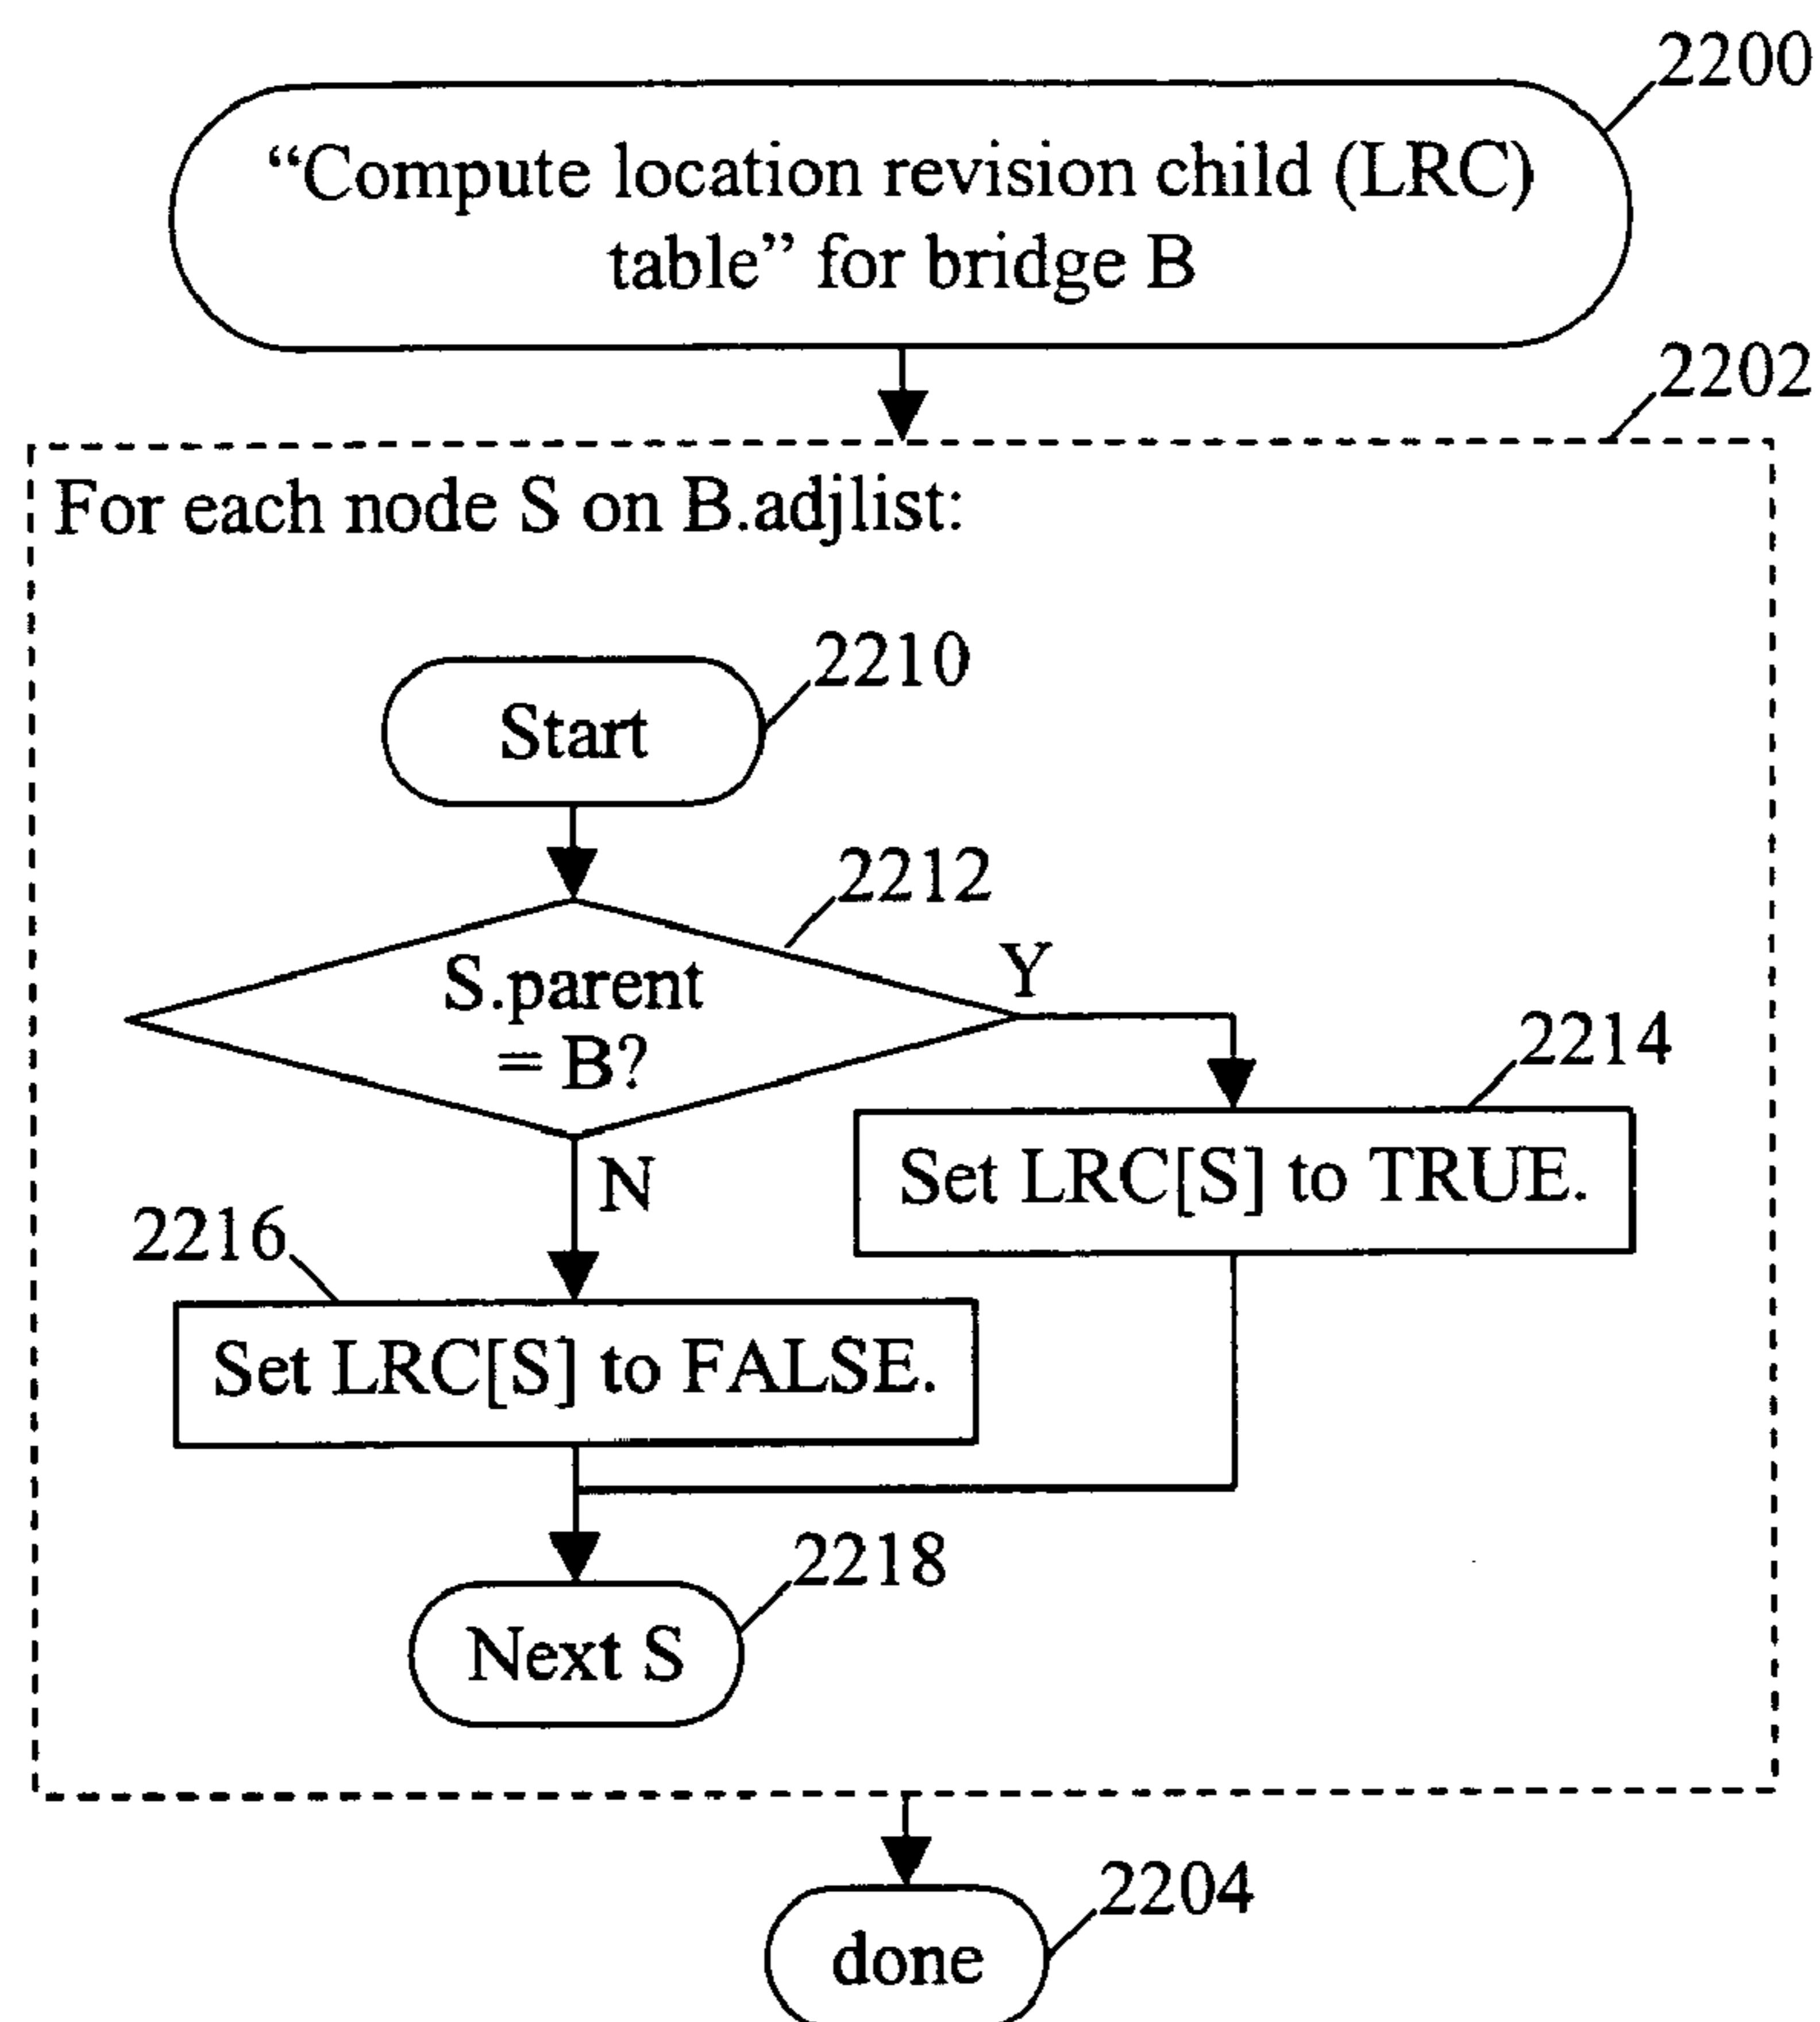 2200
“Compute location revision child (LRC)
table” for bridge B
2202
For each node S on B.adjlist:
2210
Start
2212
S.parent
= B?
Y
2214
Set LRC[S] to TRUE.
N
2216
Set LRC[S] to FALSE.
2218
Next S
2204
done